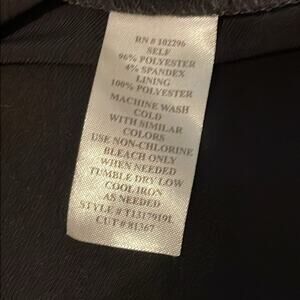 RN # 102296
SELF
96% POLYESTER
4% SPANDEX
LINING
100% POLYESTER
MACHINE WASH
COLD
WITH SIMILAR
COLORS
USE NON-CHLORINE
BLEACH ONLY
WHEN NEEDED
TUMBLE DRY LOW
COOL IRON
AS NEEDED
STYLE # T1317919L
CUT # 81367